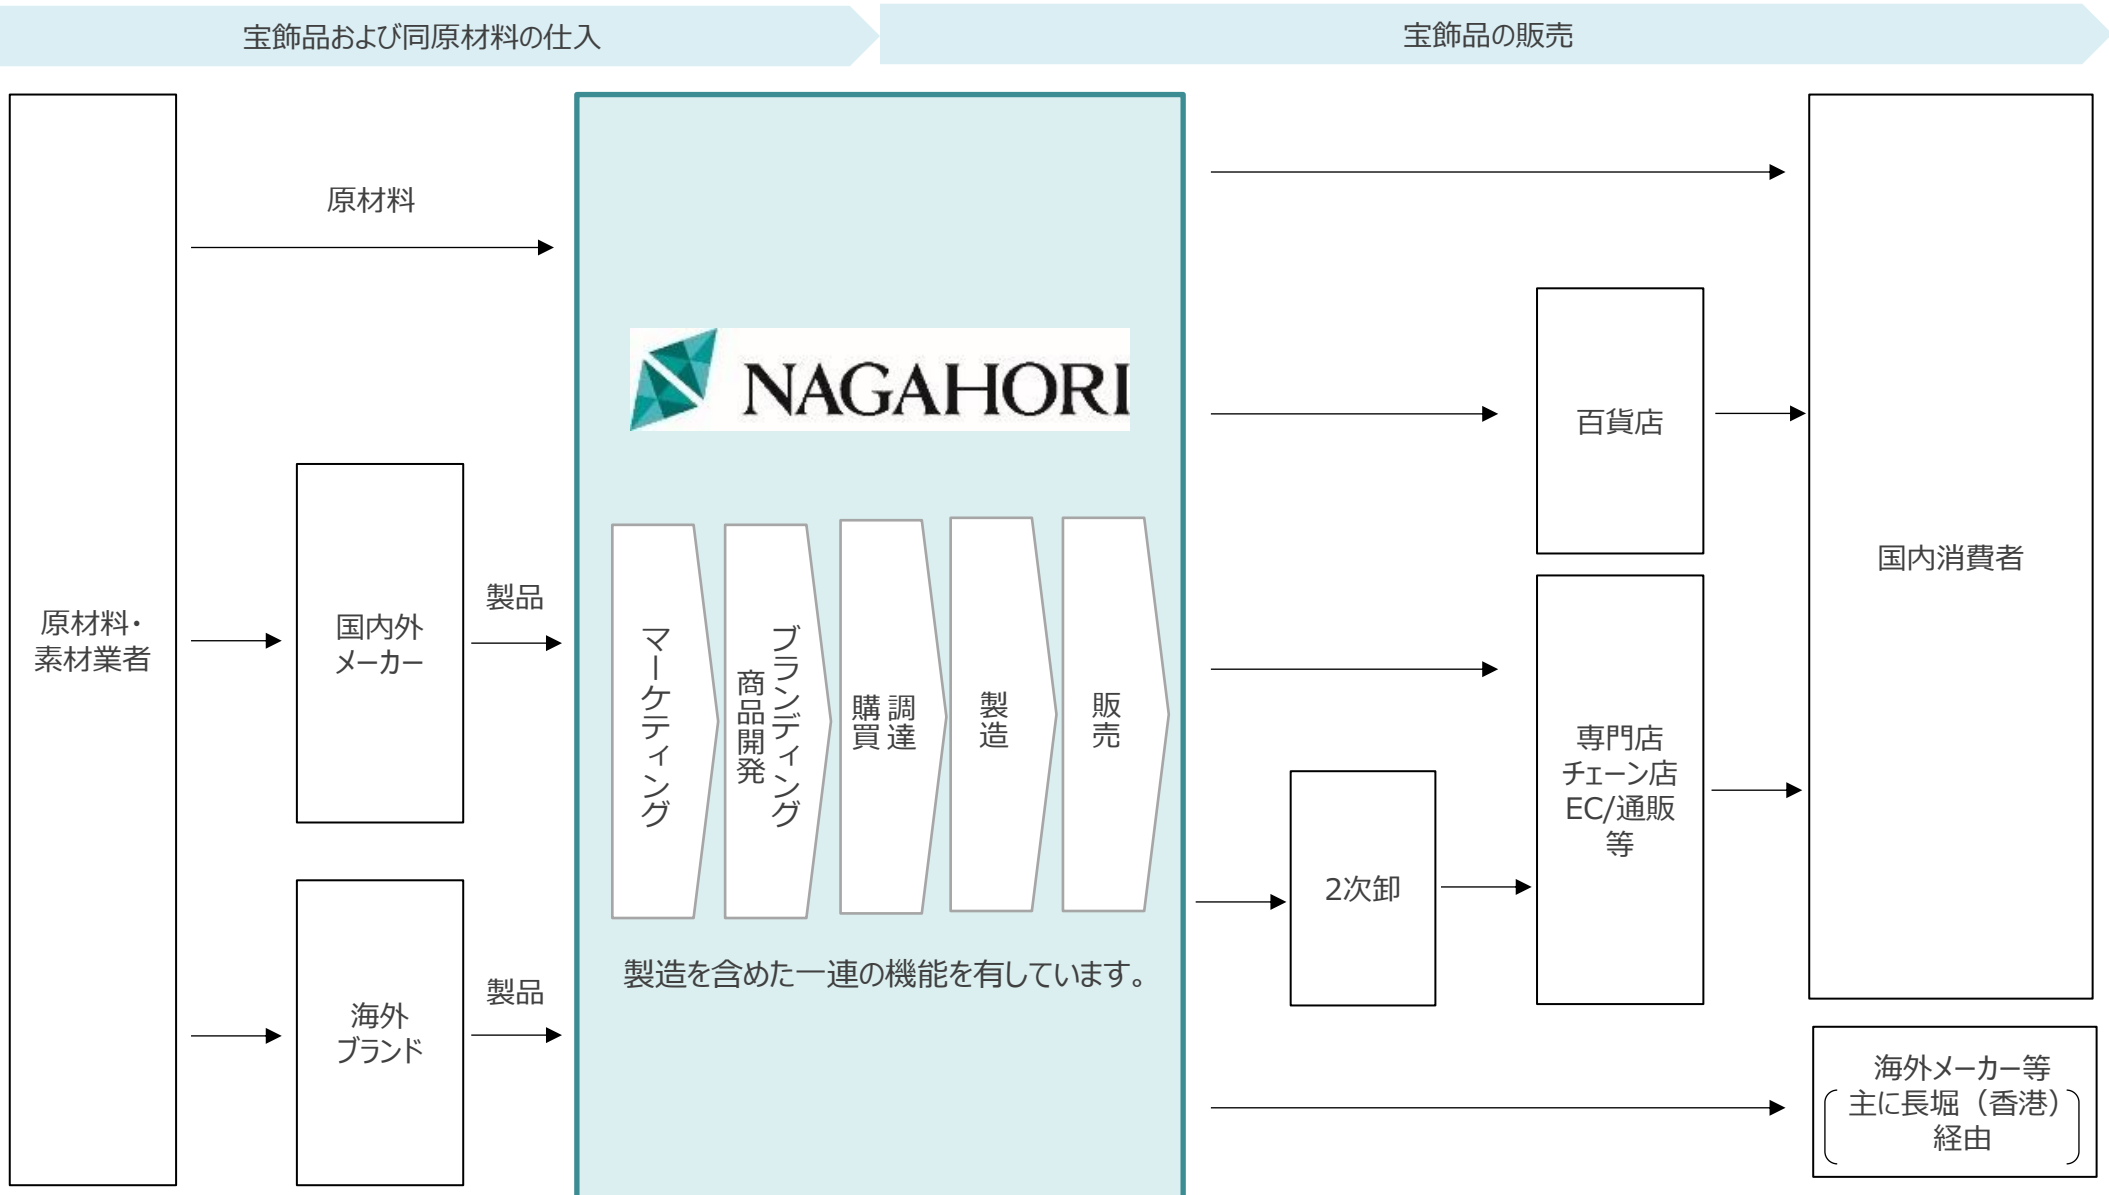 宝飾品および同原材料の仕入
宝飾品の販売
原材料・
素材業者
原材料
国内外
メーカー
製品
海外
ブランド
製品
NAGAHORI
マーケティング
ブランディング
商品開発
調達
購買
製造
販売
製造を含めた一連の機能を有しています。
百貨店
専門店
チェーン店
EC/通販
等
2次卸
国内消費者
海外メーカー等
主に長堀（香港）
経由